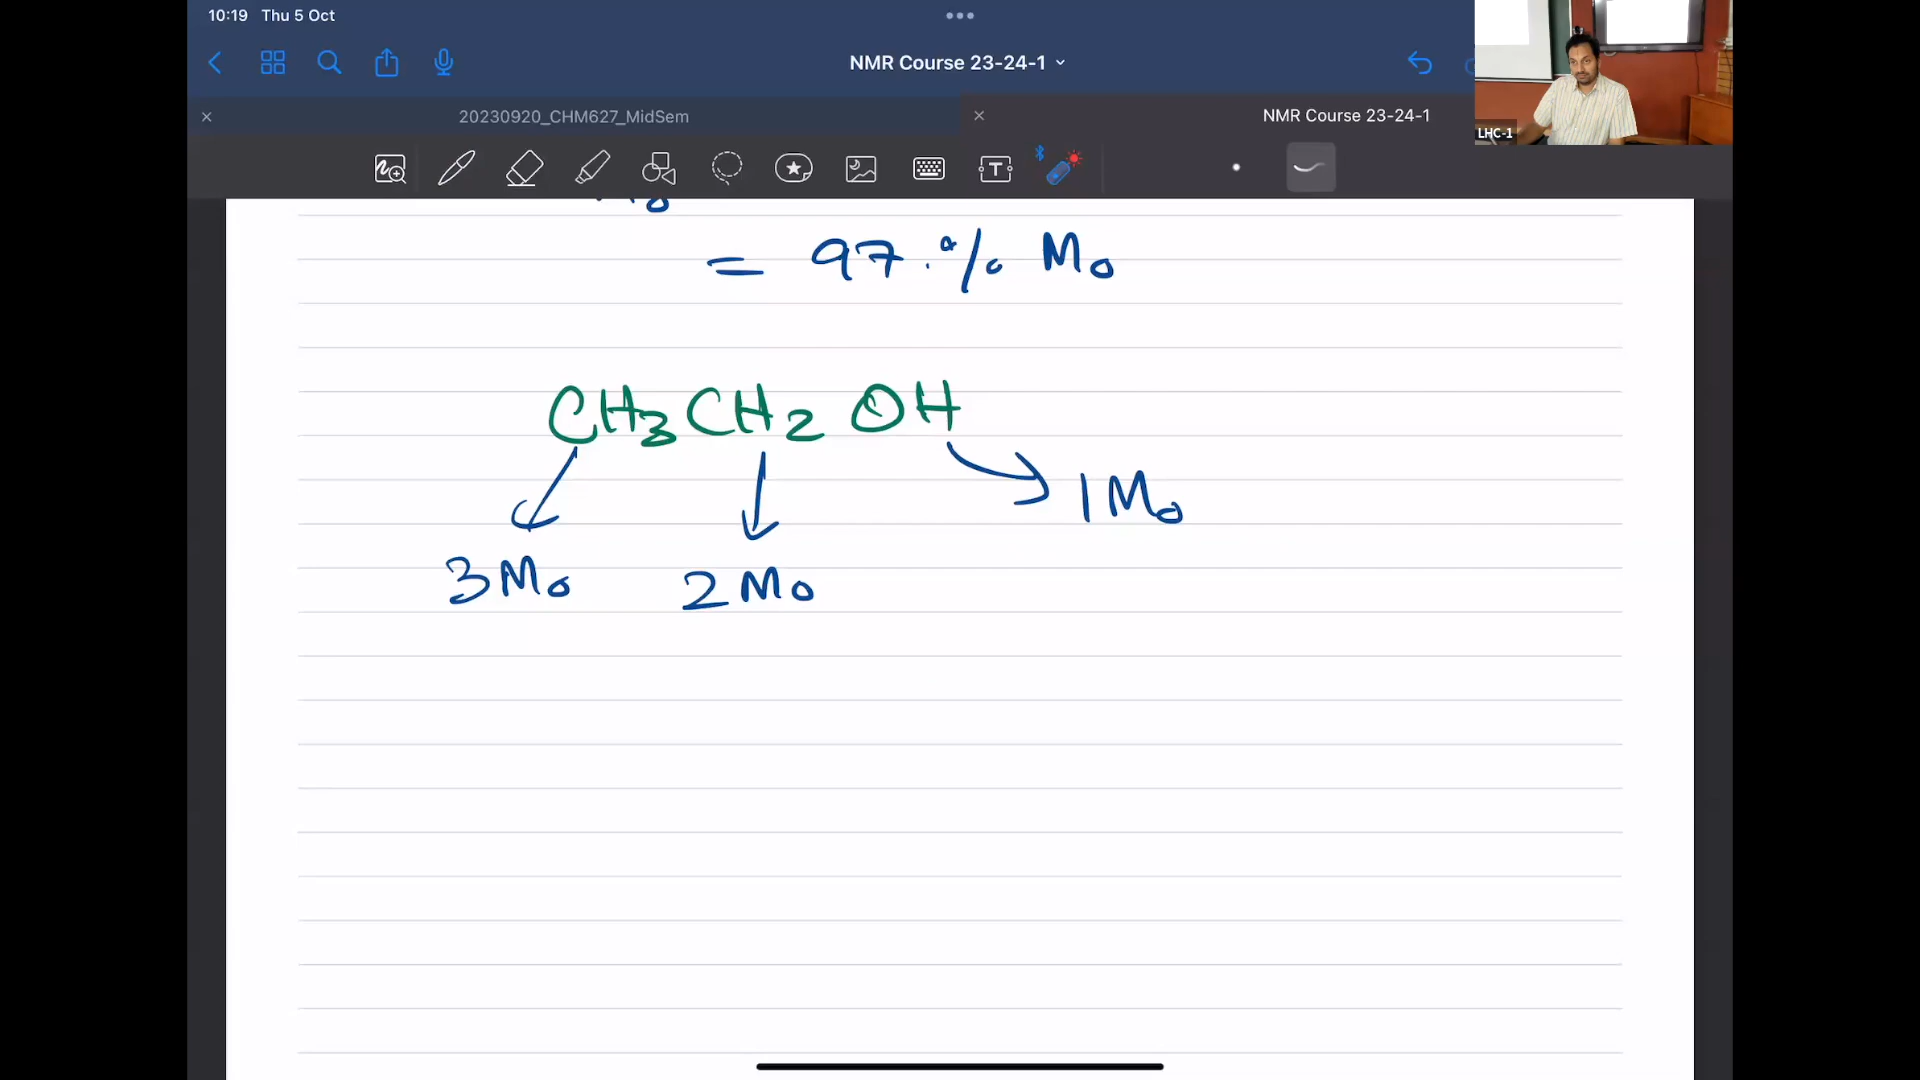 10:19 Thu 5 Oct
NMR Course 23-24-1
20230920_CHM627_MidSem
NMR Course 23-24-1
LHC-1
T
= 97.% Mo
CH3CH2OH
1Mo
3Mo 2Mo